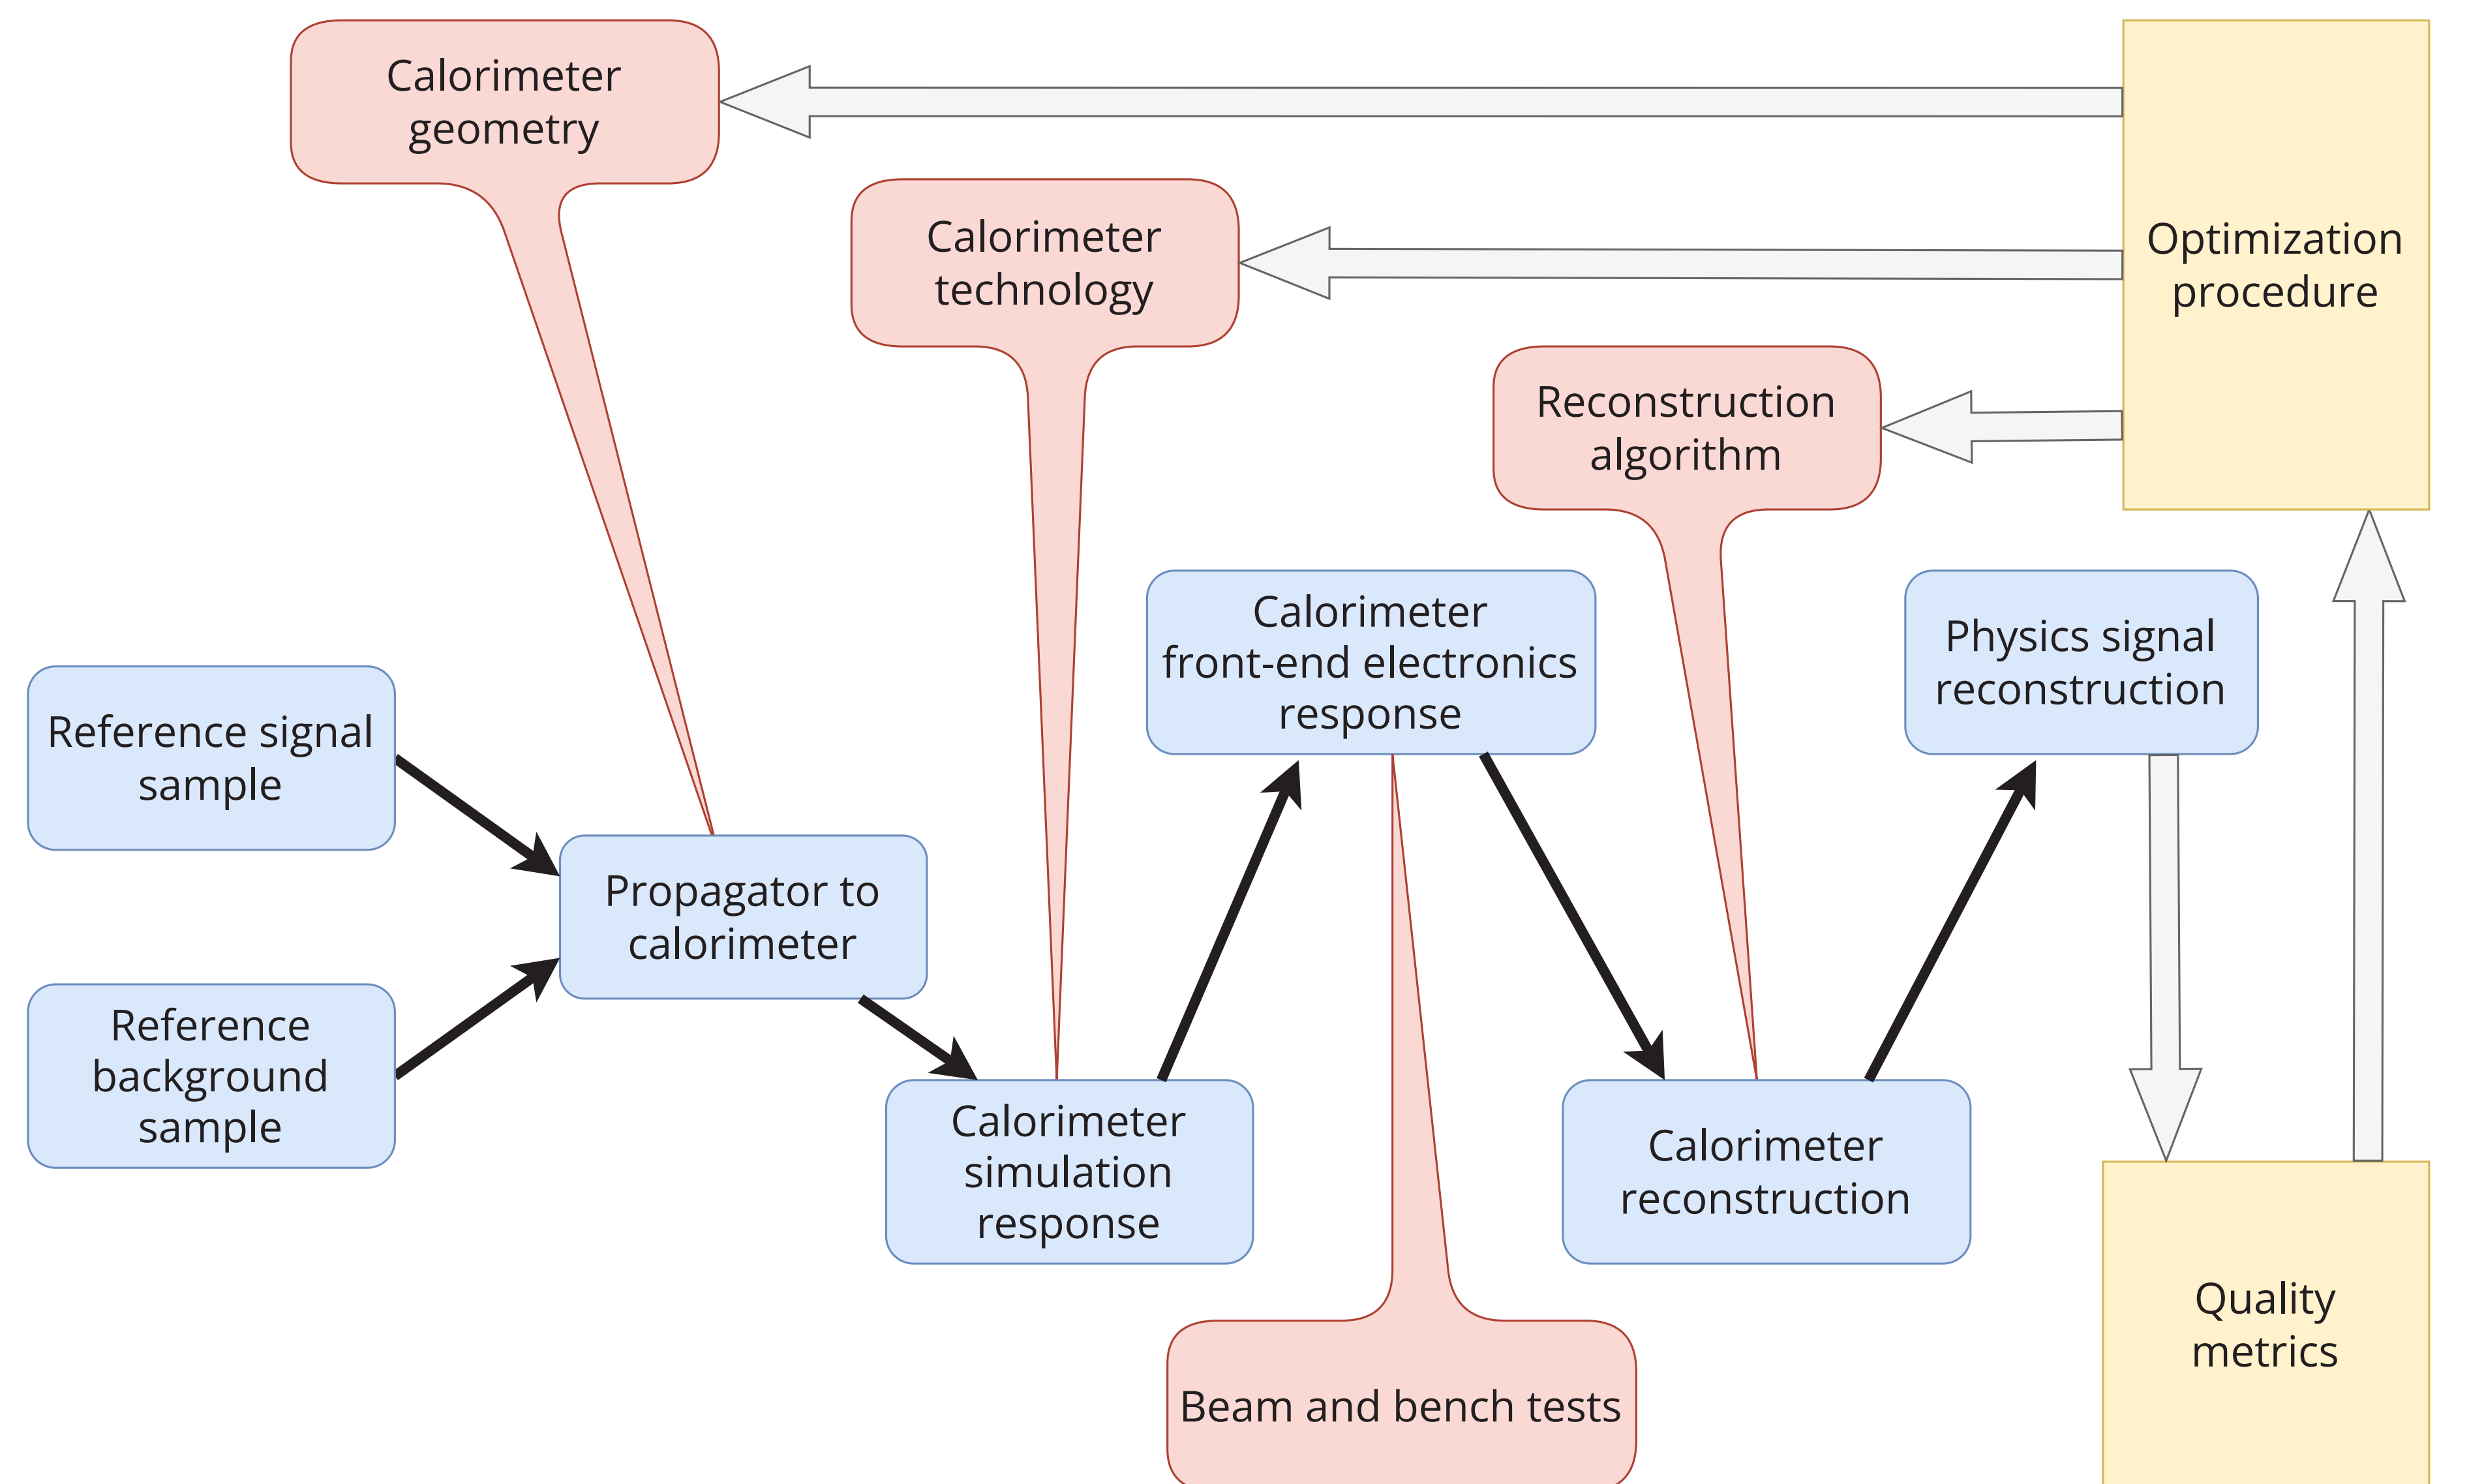 Calorimeter
geometry
Calorimeter
technology
Optimization
procedure
Reconstruction
algorithm
Calorimeter
front-end electronics
response
Physics signal
reconstruction
Reference signal
sample
Propagator to
calorimeter
Reference
background
sample
Calorimeter
simulation
response
Calorimeter
reconstruction
Quality
metrics
Beam and bench tests